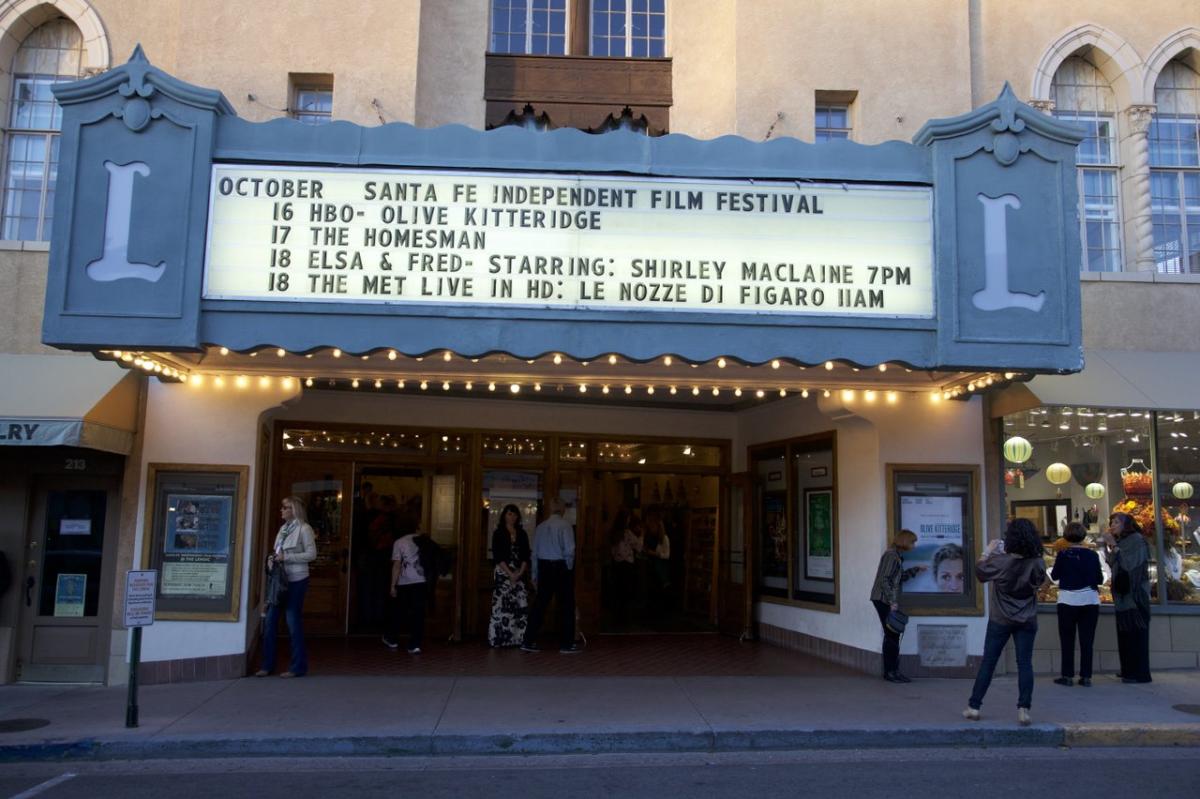 OCTOBER SANTA FE INDEPENDENT FILM FESTIVAL
16 HBO- OLIVE KITTERIDGE
17 THE HOMESMAN
18 ELSA & FRED- STARRING: SHIRLEY MACLAINE 7PM
18 THE MET LIVE IN HD: LE NOZZE DI FIGARO 11AM
L
L
LRY
213
211
OLIVE KITTERIDGE